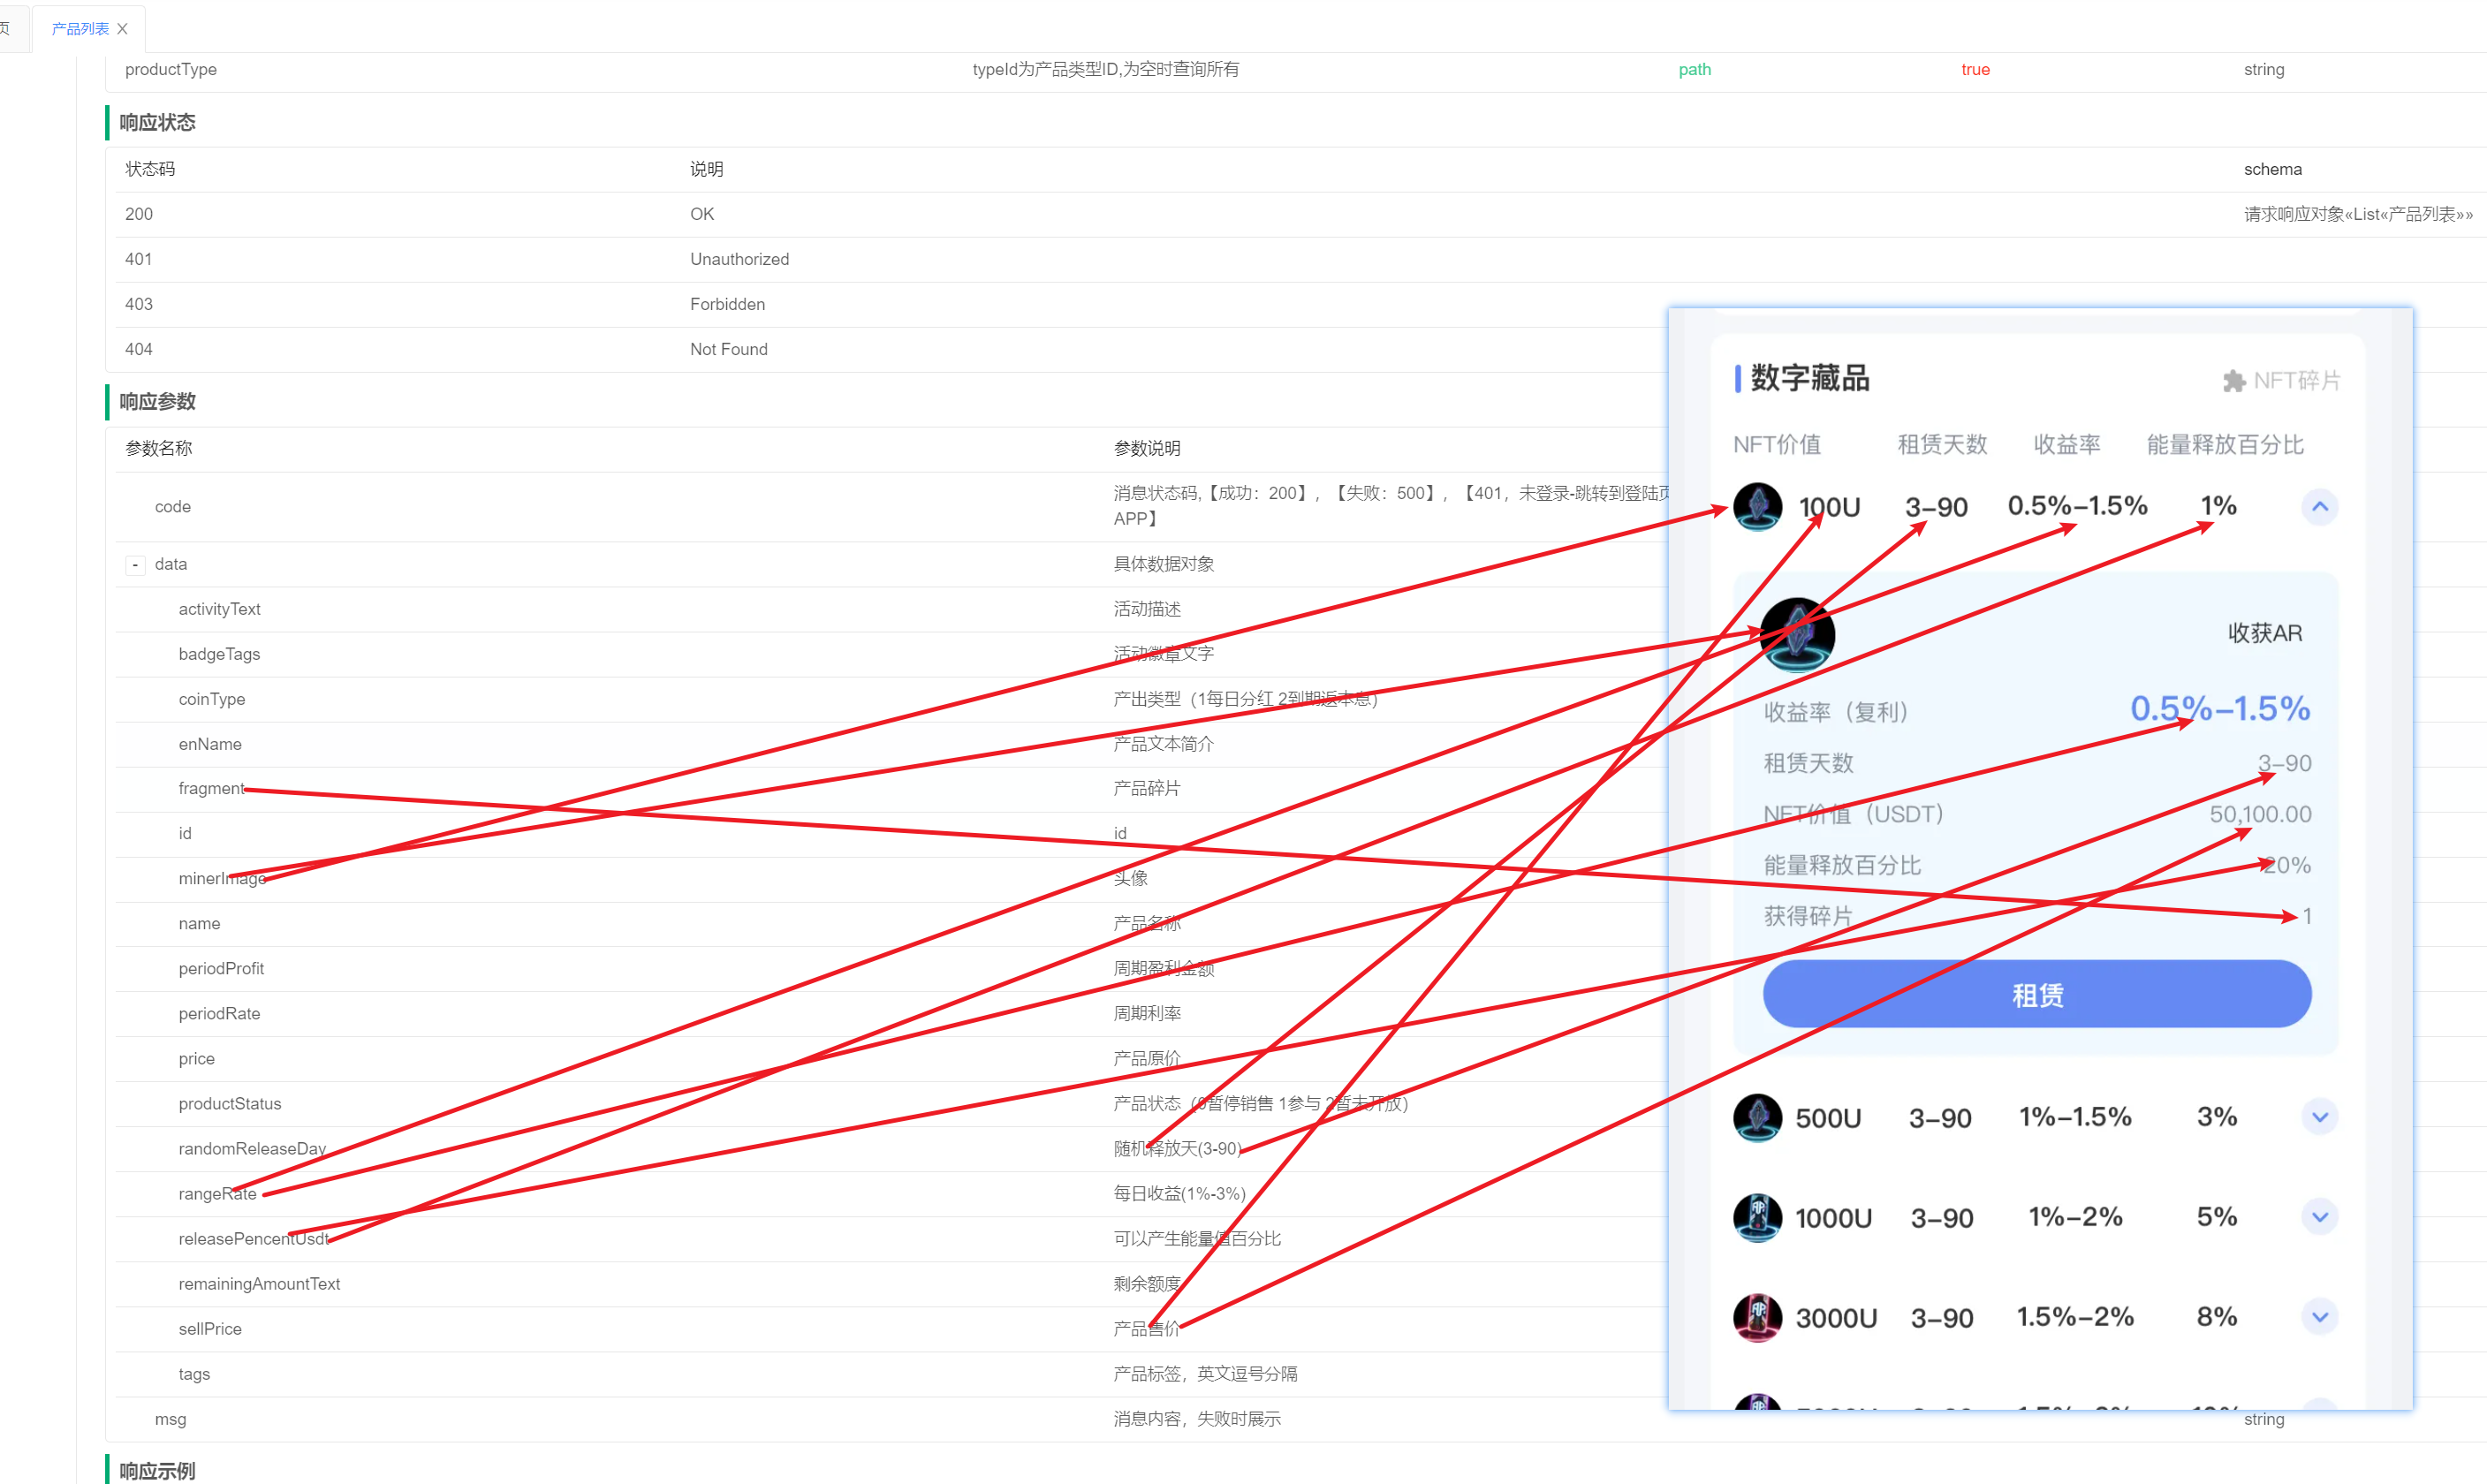 页
产品列表 X
productType typeId为产品类型ID,为空时查询所有 path true string
响应状态
状态码 说明 schema
200 OK 请求响应对象«List«产品列表»»
401 Unauthorized
403 Forbidden
404 Not Found
响应参数
参数名称 参数说明
code 消息状态码,【成功：200】，【失败：500】，【401，未登录-跳转到登陆页
APP】
- data 具体数据对象
activityText 活动描述
badgeTags 活动徽章文字
coinType 产出类型（1每日分红 2到期返本息）
enName 产品文本简介
fragment 产品碎片
id id
minerImage 头像
name 产品名称
periodProfit 周期盈利金额
periodRate 周期利率
price 产品原价
productStatus 产品状态（0暂停销售 1参与 2暂未开放）
randomReleaseDay 随机释放天(3-90)
rangeRate 每日收益(1%-3%)
releasePencentUsdt 可以产生能量值百分比
remainingAmountText 剩余额度
sellPrice 产品售价
tags 产品标签，英文逗号分隔
msg 消息内容，失败时展示 string
响应示例
数字藏品 NFT碎片
NFT价值 租赁天数 收益率 能量释放百分比
100U 3-90 0.5%-1.5% 1%
收获AR
收益率（复利） 0.5%-1.5%
租赁天数 3-90
NFT价值（USDT） 50,100.00
能量释放百分比 20%
获得碎片 1
租赁
500U 3-90 1%-1.5% 3%
1000U 3-90 1%-2% 5%
3000U 3-90 1.5%-2% 8%